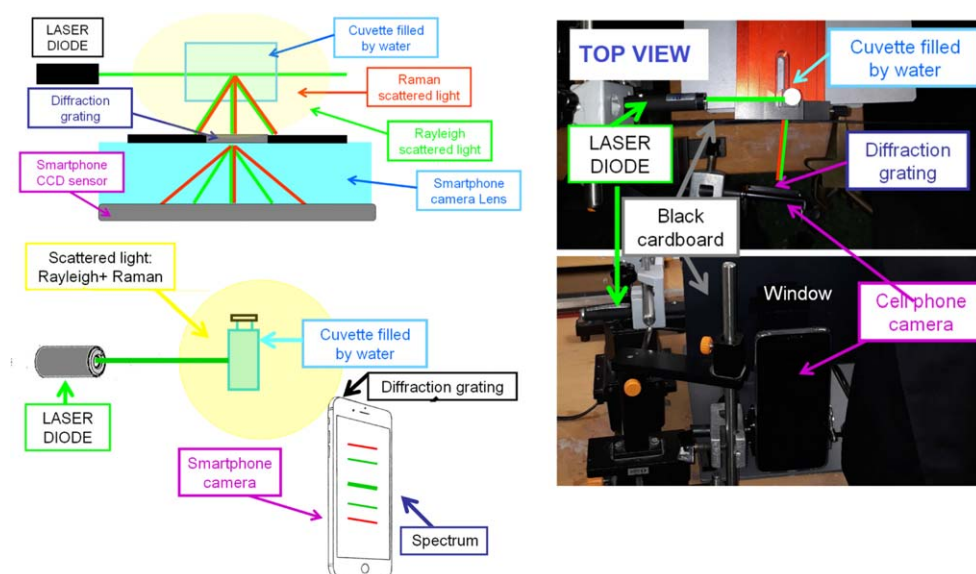 LASER
DIODE
Cuvette filled
by water
Raman
scattered light
Diffraction
grating
Rayleigh
scattered light
Smartphone
CCD sensor
Smartphone
camera Lens
Scattered light:
Rayleigh+ Raman
Cuvette filled
by water
Diffraction grating
LASER
DIODE
Smartphone
camera
Spectrum
TOP VIEW
Cuvette filled
by water
LASER
DIODE
Diffraction
grating
Black
cardboard
Window
Cell phone
camera